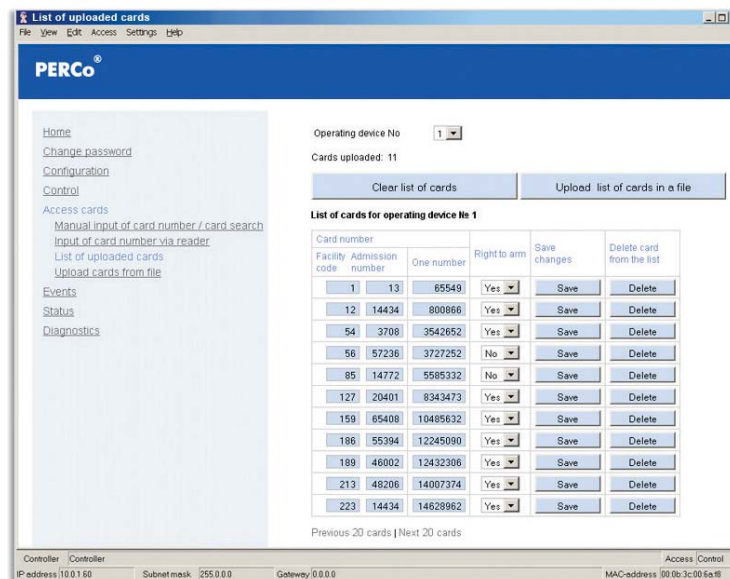 List of uploaded cards
File View Edit Access Settings Help
PERCo®
Home
Change password
Configuration
Control
Access cards
Manual input of card number / card search
Input of card number via reader
List of uploaded cards
Upload cards from file
Events
Status
Diagnostics
Operating device No 1
Cards uploaded: 11
Clear list of cards Upload list of cards in a file
List of cards for operating device № 1
Card number Right to arm Save changes Delete card from the list
Facility code Admission number One number
1 13 65549 Yes Save Delete
12 14434 800866 Yes Save Delete
54 3708 3542652 Yes Save Delete
56 57236 3727252 No Save Delete
85 14772 5585332 No Save Delete
127 20401 8343473 Yes Save Delete
159 65408 10485632 Yes Save Delete
186 55394 12245090 Yes Save Delete
189 46002 12432306 Yes Save Delete
213 48206 14007374 Yes Save Delete
223 14434 14628962 Yes Save Delete
Previous 20 cards | Next 20 cards
Controller Controller Access Control
IP address 10.0.1.60 Subnet mask 255.0.0.0 Gateway 0.0.0.0 MAC-address 00.0b.3c.00.6a.f8